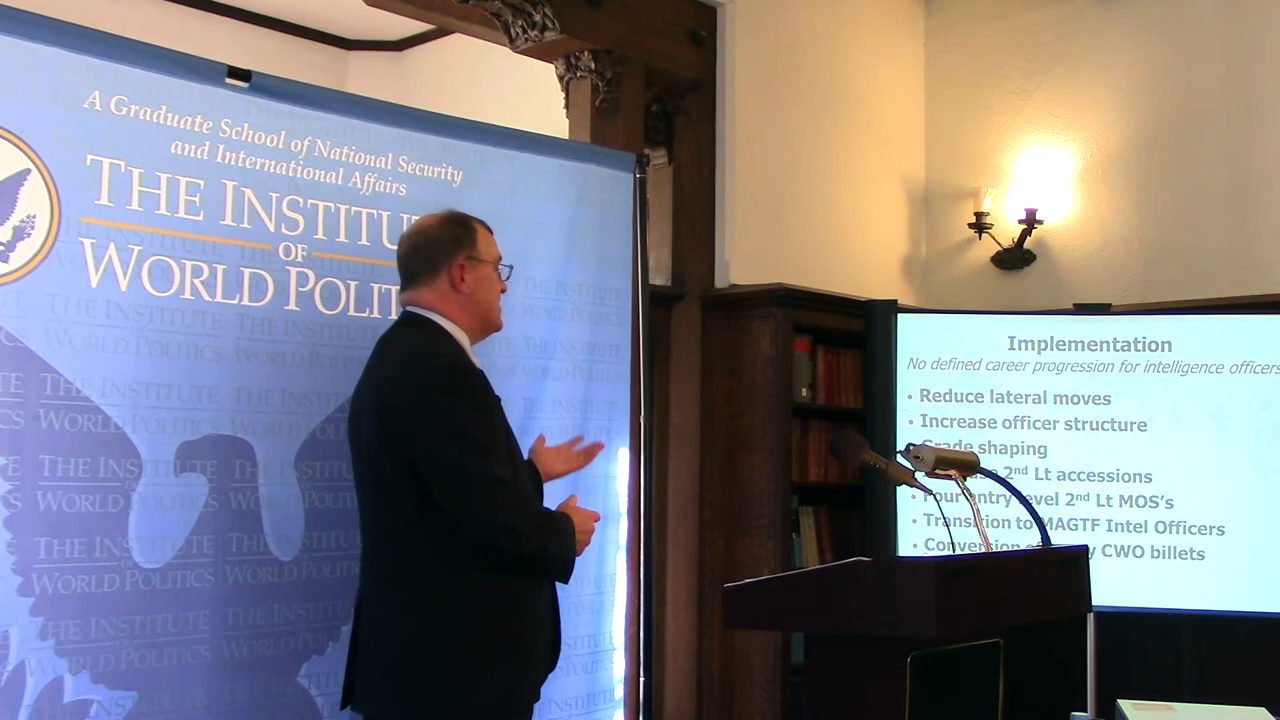 A Graduate School of National Security
and International Affairs
THE INSTITU
OF
WORLD POLIT
Implementation
No defined career progression for intelligence officers
• Reduce lateral moves
• Increase officer structure
Grade shaping
2nd Lt accessions
• Four entry level 2nd Lt MOS's
• Transition to MAGTF Intel Officers
• Conversion CWO billets